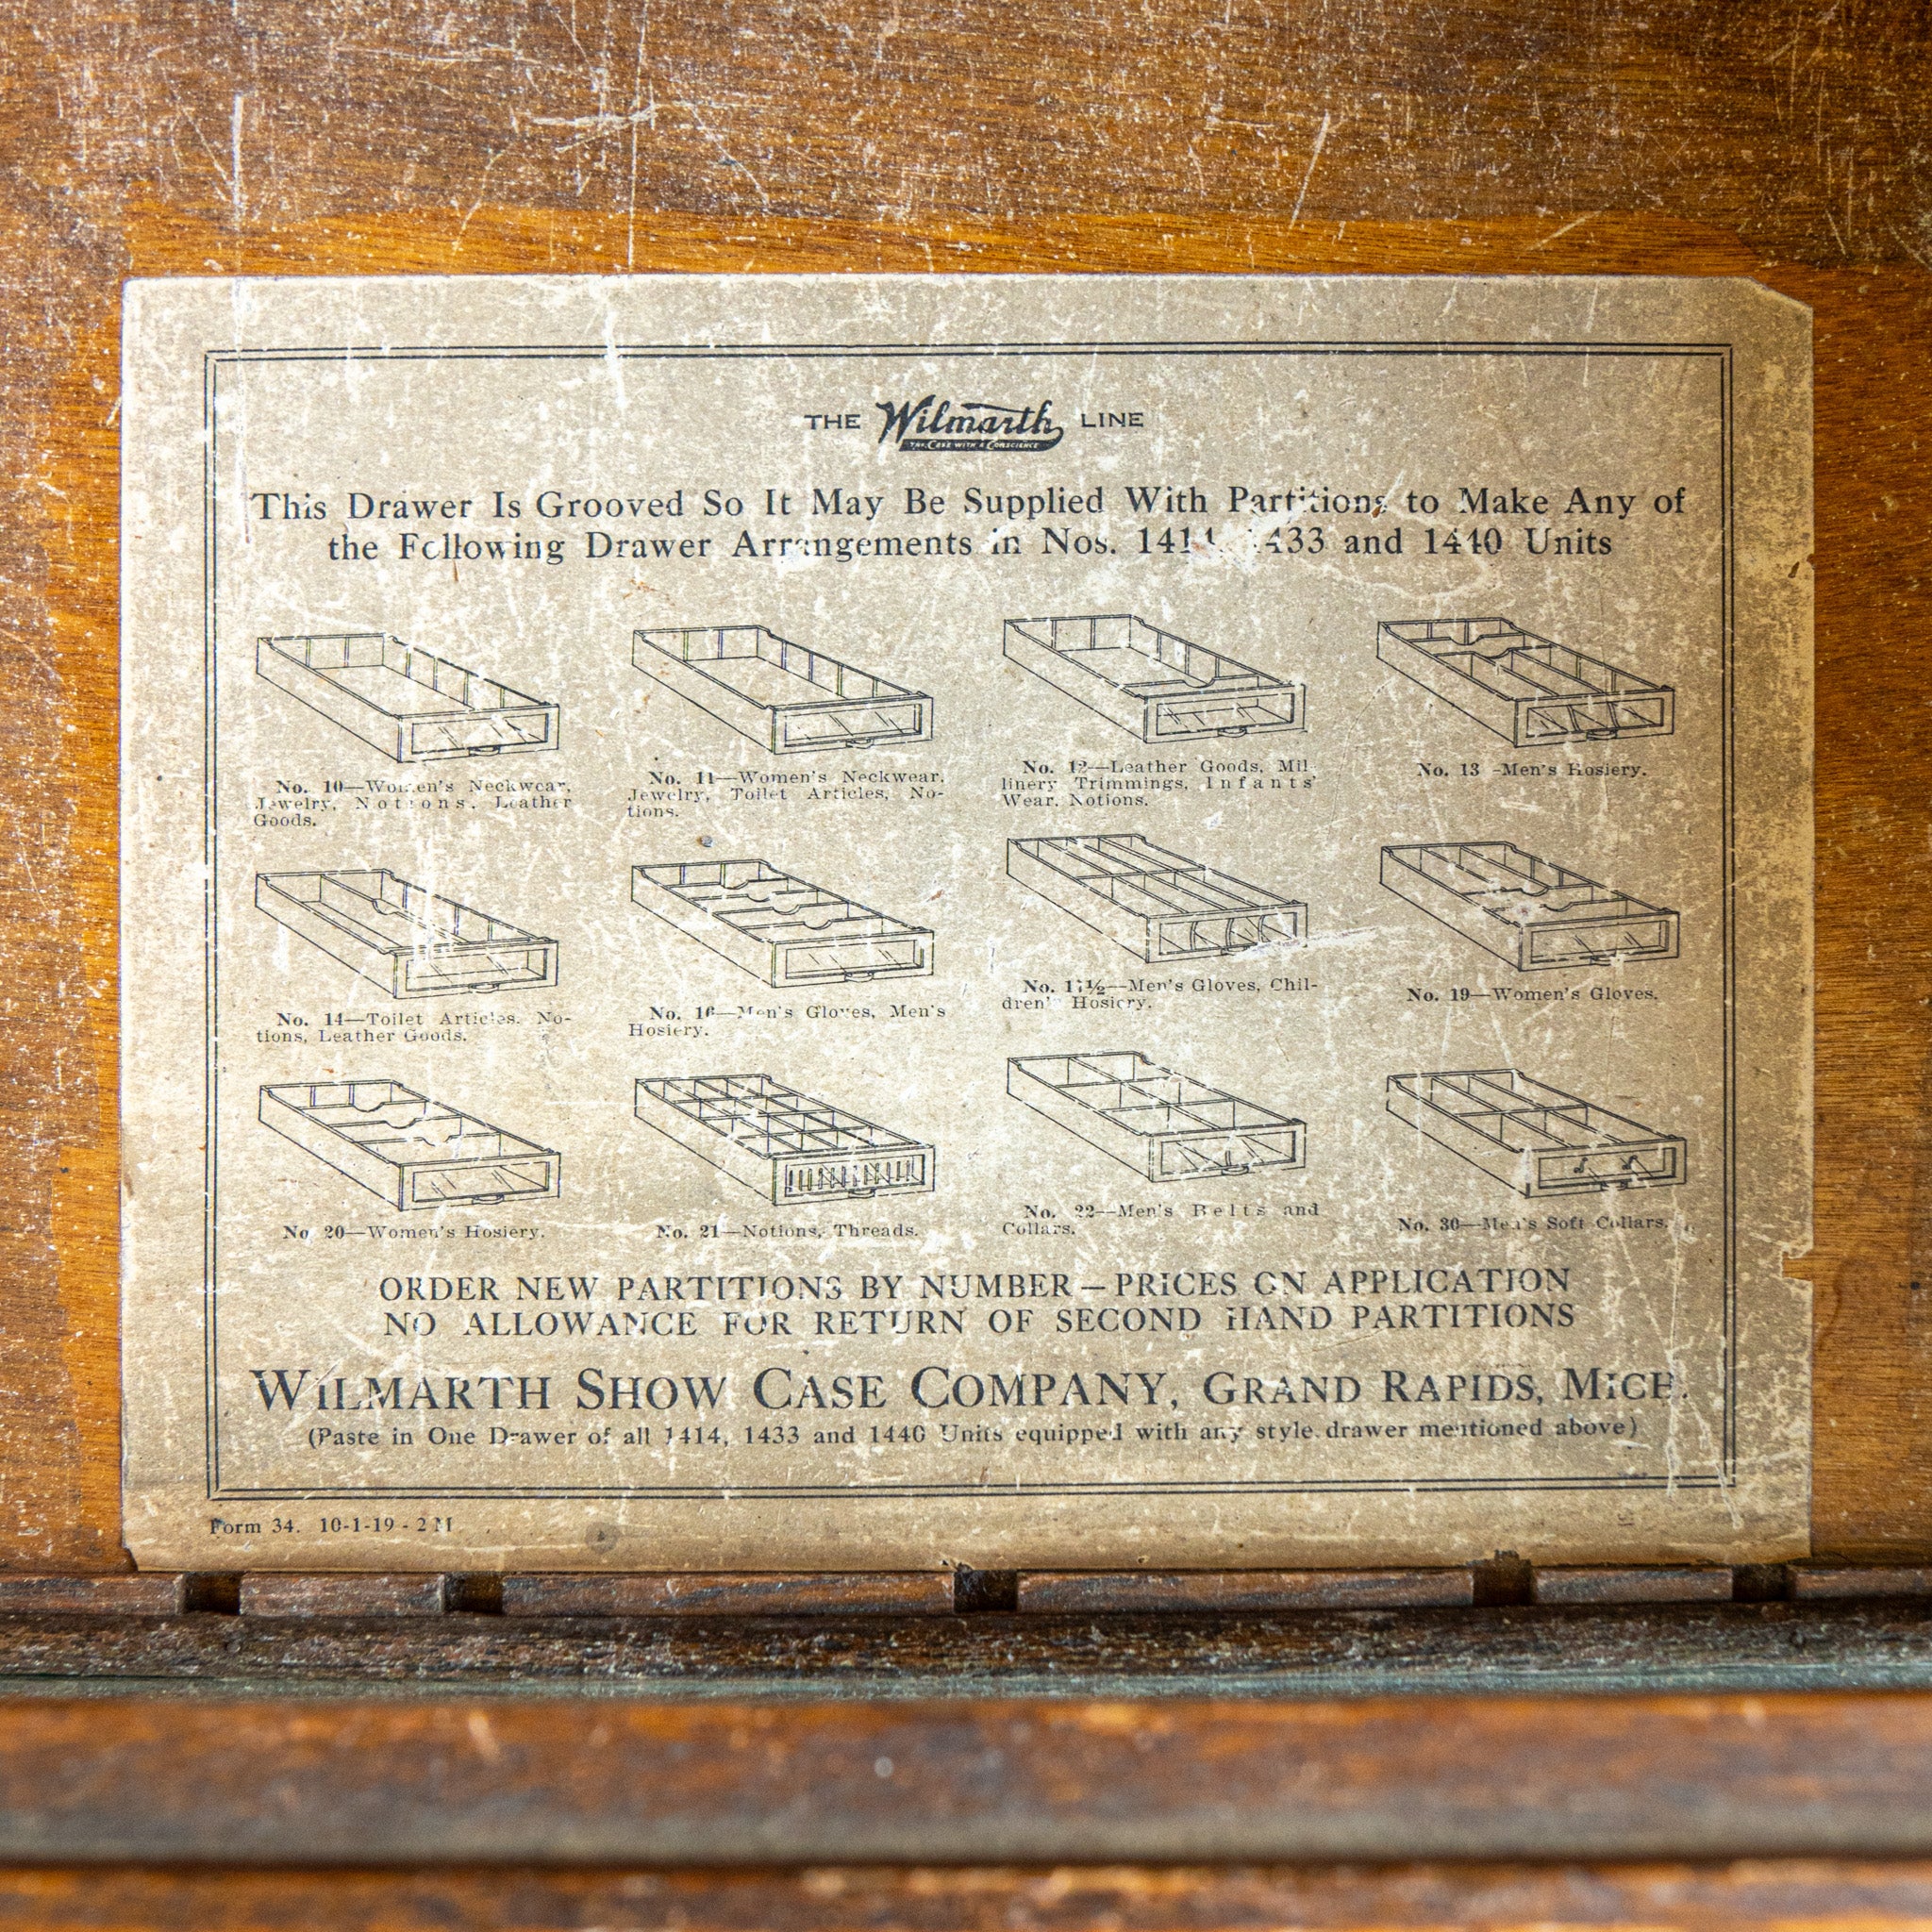 THE Wilmarth LINE
THE CASE WITH A CONSCIENCE
This Drawer Is Grooved So It May Be Supplied With Partitions to Make Any of
the Following Drawer Arrangements in Nos. 1414, 1433 and 1440 Units
No. 10—Women's Neckwear,
Jewelry, Notions, Leather
Goods.
No. 11—Women's Neckwear,
Jewelry, Toilet Articles, No-
tions.
No. 12—Leather Goods, Mil-
linery Trimmings, Infants'
Wear, Notions.
No. 13—Men's Hosiery.
No. 14—Toilet Articles, No-
tions, Leather Goods.
No. 16—Men's Gloves, Men's
Hosiery.
No. 17½—Men's Gloves, Chil-
dren's Hosiery.
No. 19—Women's Gloves.
No. 20—Women's Hosiery.
No. 21—Notions, Threads.
No. 22—Men's Belts and
Collars.
No. 30—Men's Soft Collars.
ORDER NEW PARTITIONS BY NUMBER—PRICES ON APPLICATION
NO ALLOWANCE FOR RETURN OF SECOND HAND PARTITIONS
WILMARTH SHOW CASE COMPANY, GRAND RAPIDS, MICH.
(Paste in One Drawer of all 1414, 1433 and 1440 Units equipped with any style drawer mentioned above)
Form 34. 10-1-19 - 2M